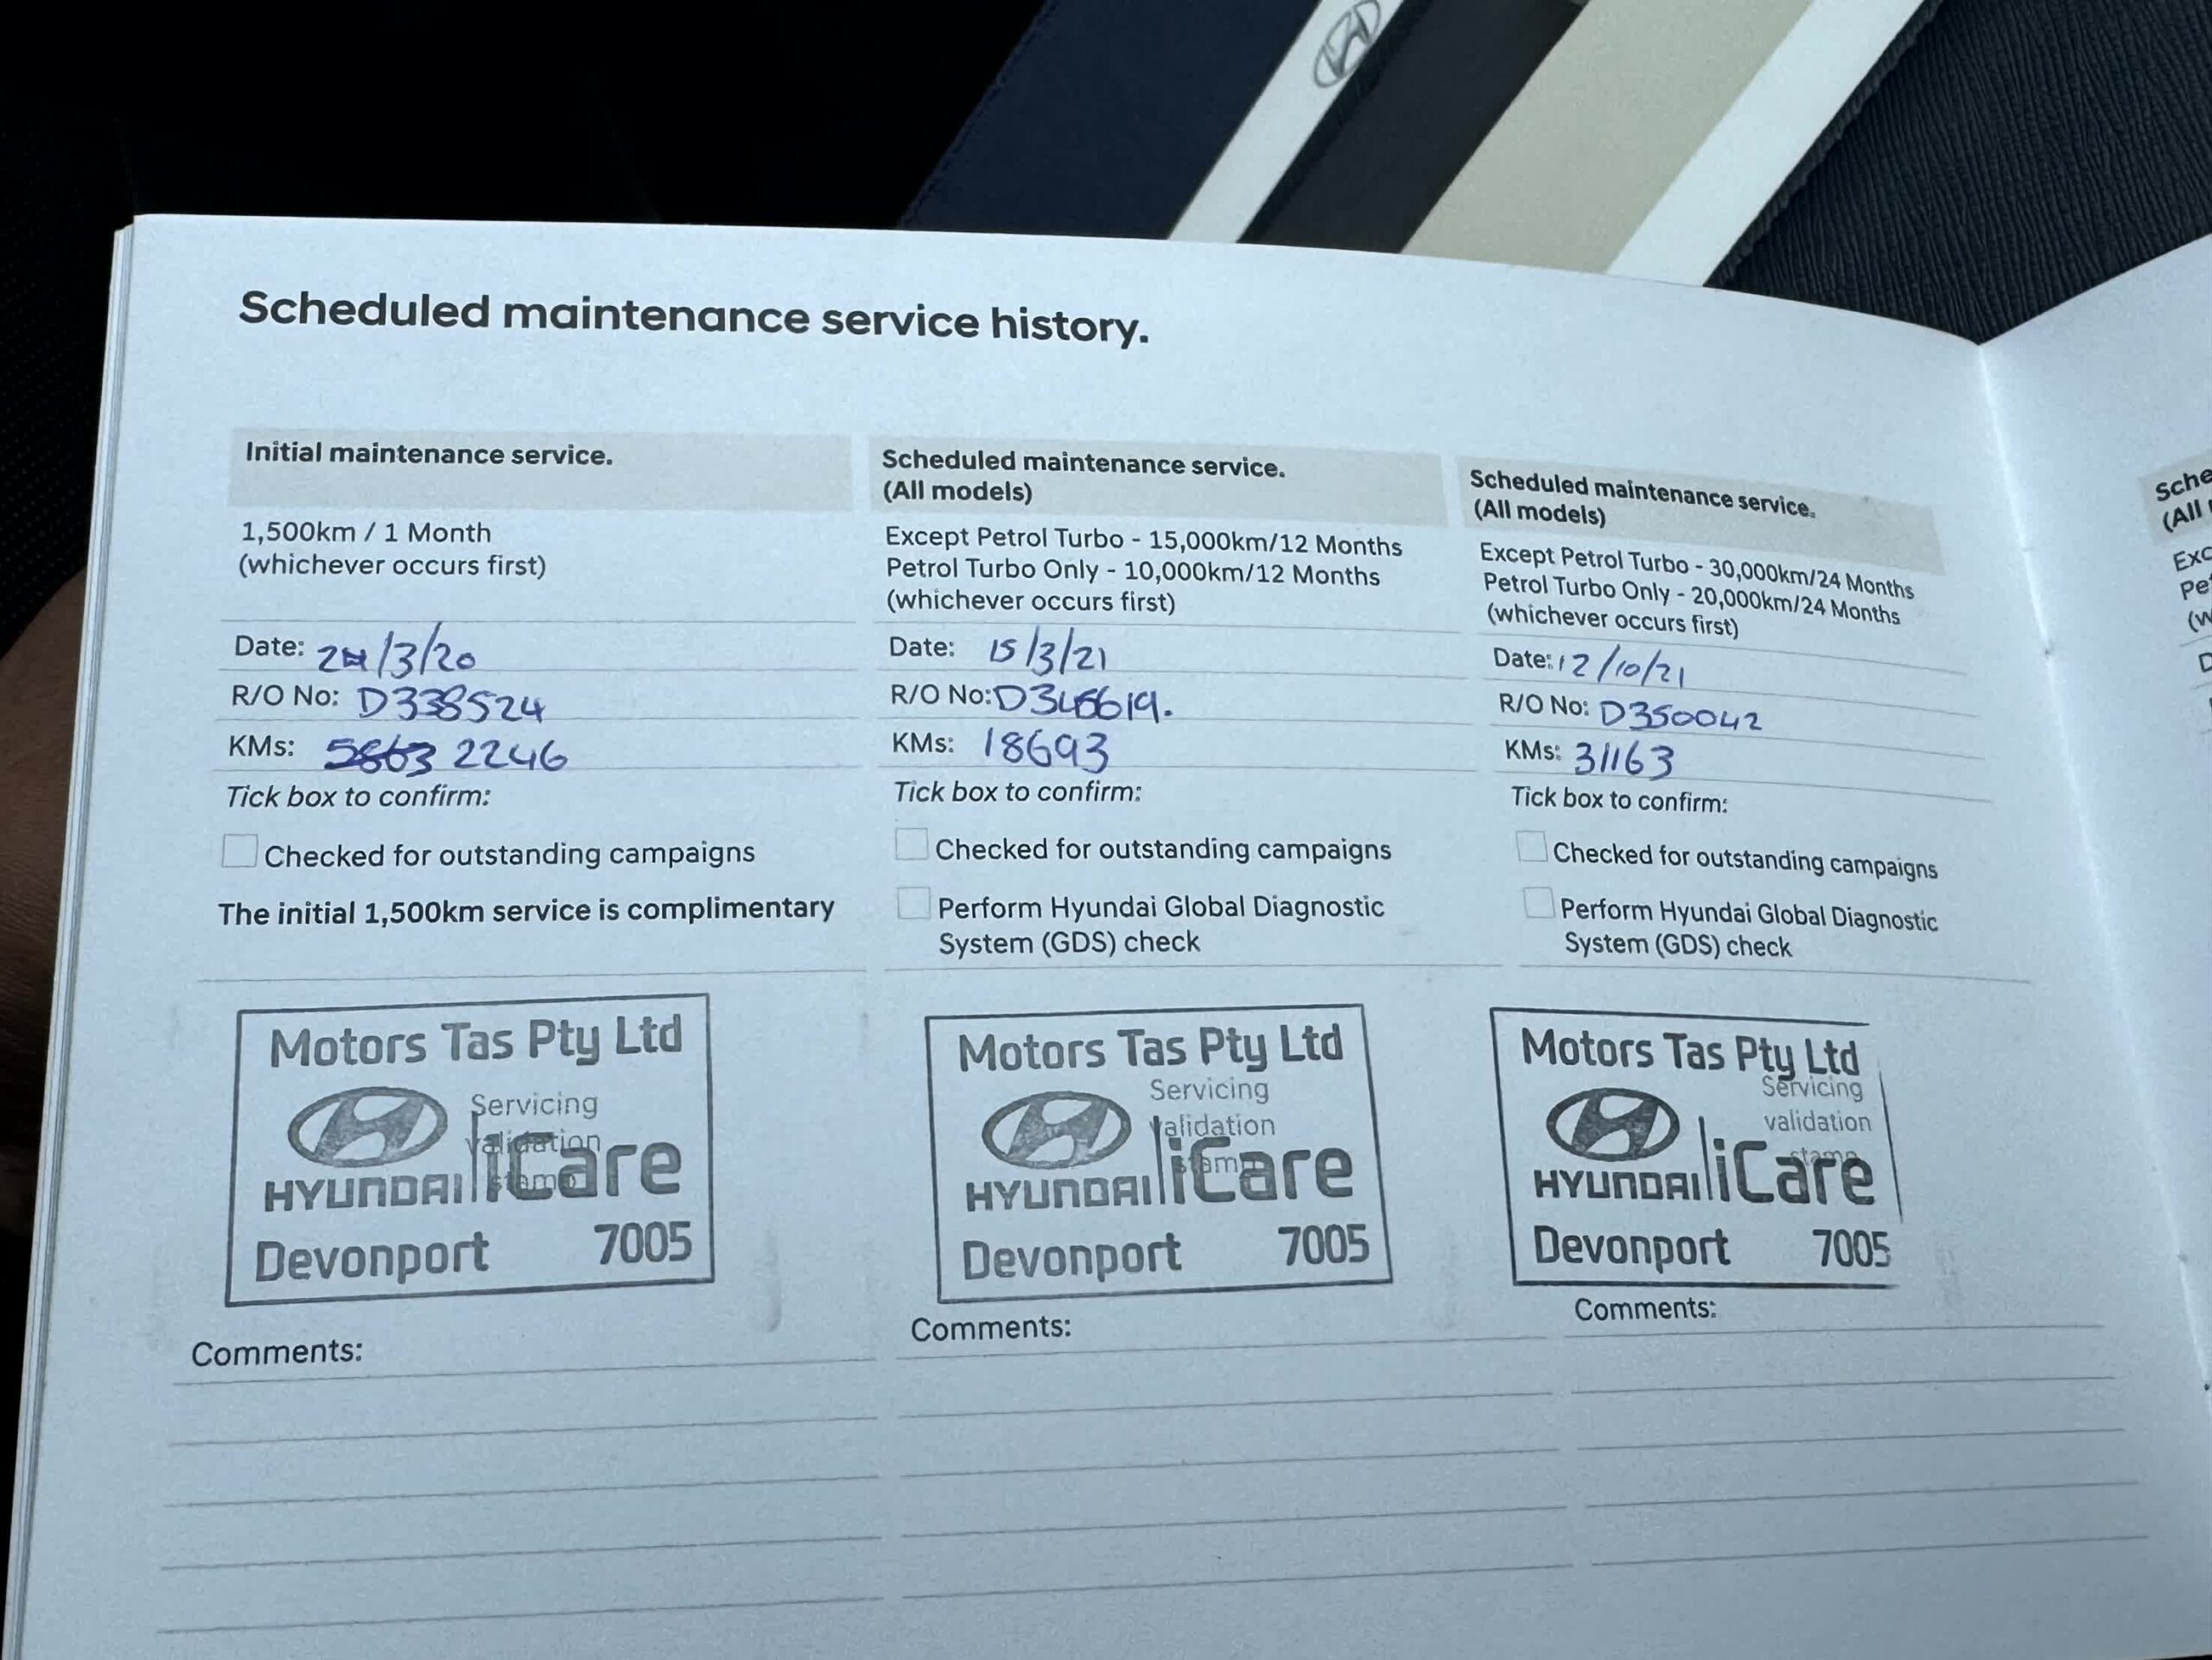 Scheduled maintenance service history.
Initial maintenance service.
1,500km / 1 Month
(whichever occurs first)
Date: /3/20
R/O No: D338524
KMs: 5863 2246
Tick box to confirm:
Checked for outstanding campaigns
The initial 1,500km service is complimentary
Motors Tas Pty Ltd
Servicing
validation
stamp
HYUNDAI iCare
Devonport 7005
Comments:
Scheduled maintenance service.
(All models)
Except Petrol Turbo - 15,000km/12 Months
Petrol Turbo Only - 10,000km/12 Months
(whichever occurs first)
Date: 15/3/21
R/O No:
KMs: 18693
Tick box to confirm:
Checked for outstanding campaigns
Perform Hyundai Global Diagnostic
System (GDS) check
Motors Tas Pty Ltd
Servicing
validation
stamp
HYUNDAI iCare
Devonport 7005
Comments:
Scheduled maintenance service.
(All models)
Except Petrol Turbo - 30,000km/24 Months
Petrol Turbo Only - 20,000km/24 Months
(whichever occurs first)
Date: 12/10/21
R/O No: D350042
KMs: 31163
Tick box to confirm:
Checked for outstanding campaigns
Perform Hyundai Global Diagnostic
System (GDS) check
Motors Tas Pty Ltd
Servicing
validation
stamp
HYUNDAI iCare
Devonport 7005
Comments:
(All